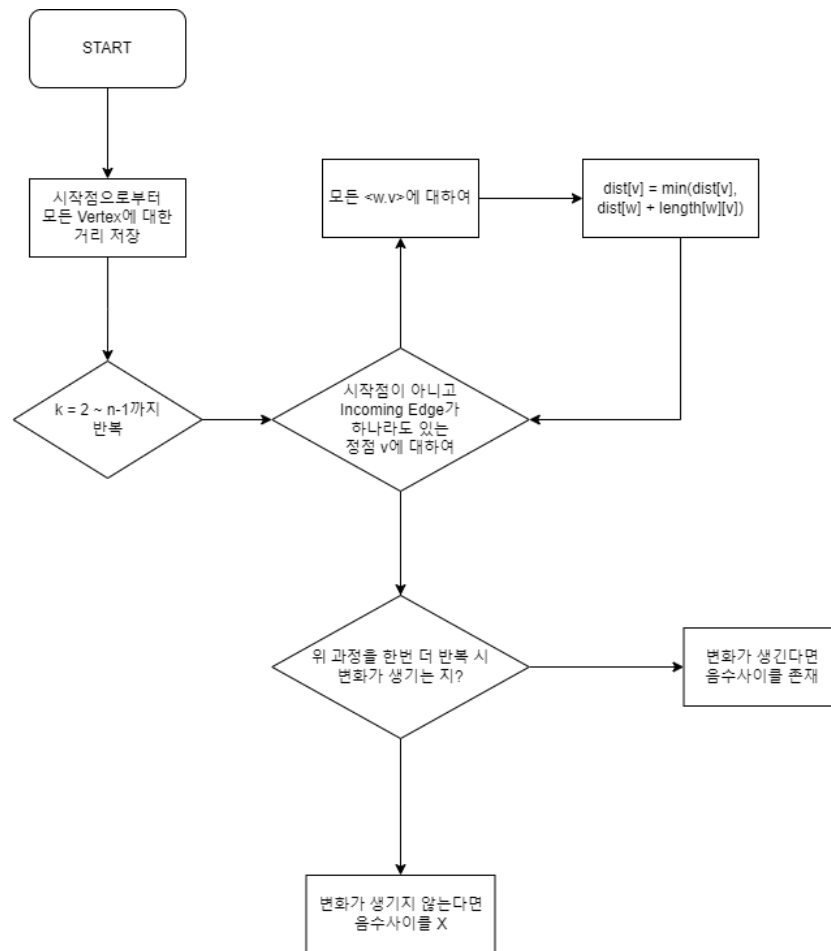 START
시작점으로부터
모든 Vertex에 대한
거리 저장
모든 <w.v>에 대하여
dist[v] = min(dist[v],
dist[w] + length[w][v])
k = 2 ~ n-1까지
반복
시작점이 아니고
Incoming Edge가
하나라도 있는
정점 v에 대하여
위 과정을 한번 더 반복 시
변화가 생기는 지?
변화가 생긴다면
음수사이클 존재
변화가 생기지 않는다면
음수사이클 X